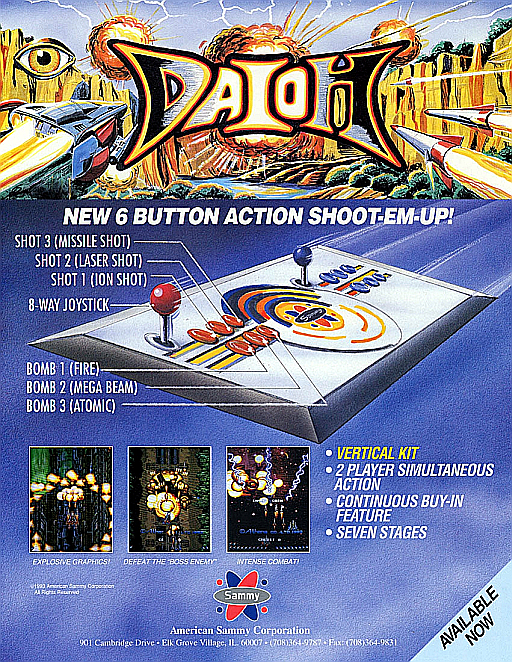 DAIOH
NEW 6 BUTTON ACTION SHOOT-EM-UP!
SHOT 3 (MISSILE SHOT)
SHOT 2 (LASER SHOT)
SHOT 1 (ION SHOT)
8-WAY JOYSTICK
Sammy
BOMB 1 (FIRE)
BOMB 2 (MEGA BEAM)
BOMB 3 (ATOMIC)
• VERTICAL KIT
• 2 PLAYER SIMULTANEOUS
ACTION
• CONTINUOUS BUY-IN
FEATURE
• SEVEN STAGES
EXPLOSIVE GRAPHICS!
DEFEAT THE "BOSS ENEMY"
INTENSE COMBAT!
©1993 American Sammy Corporation
All Rights Reserved
Sammy
American Sammy Corporation
901 Cambridge Drive • Elk Grove Village, IL. 60007 • (708)364-9787 • Fax: (708)364-9831
AVAILABLE
NOW